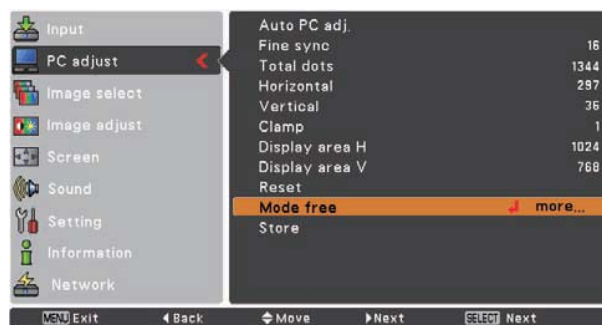 Input
PC adjust
Image select
Image adjust
Screen
Sound
Setting
Information
Network
Auto PC adj.
Fine sync 16
Total dots 1344
Horizontal 297
Vertical 36
Clamp 1
Display area H 1024
Display area V 768
Reset
Mode free more...
Store
MENU Exit Back Move Next SELECT Next